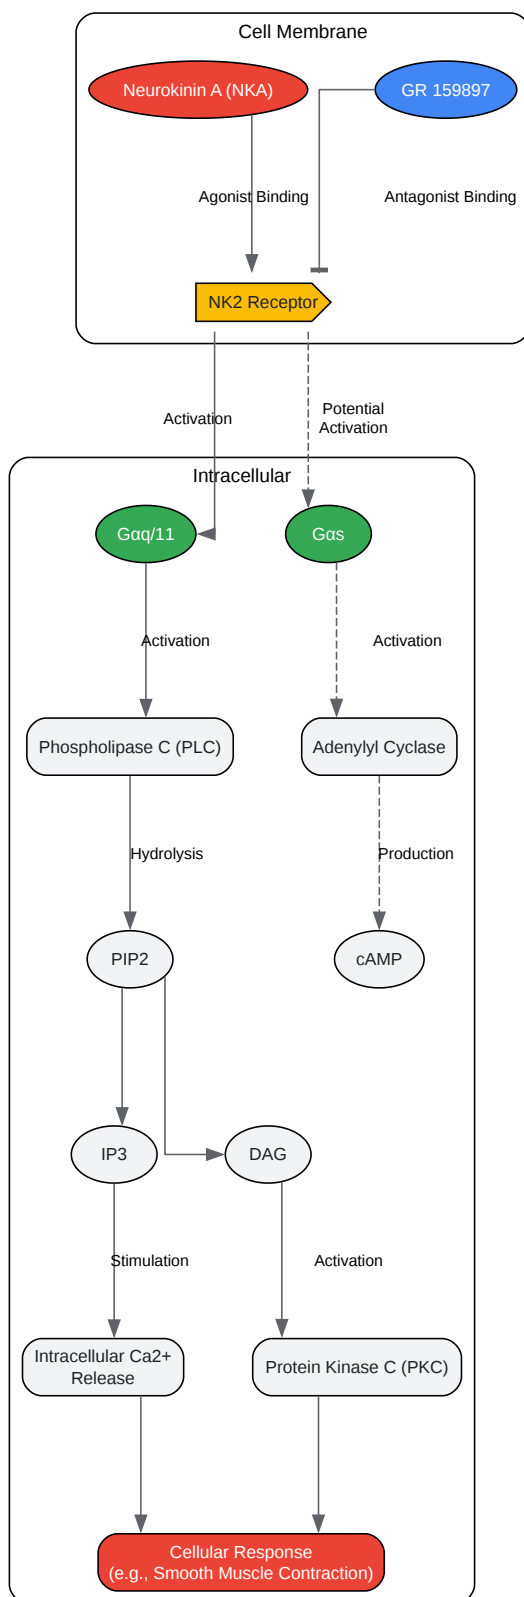 Cell Membrane
Neurokinin A (NKA)
GR 159897
Agonist Binding
Antagonist Binding
NK2 Receptor
Activation
Potential
Activation
Intracellular
Gαq/11
Gαs
Activation
Activation
Phospholipase C (PLC)
Adenylyl Cyclase
Hydrolysis
Production
PIP2
cAMP
IP3
DAG
Stimulation
Activation
Intracellular Ca2+
Release
Protein Kinase C (PKC)
Cellular Response
(e.g., Smooth Muscle Contraction)